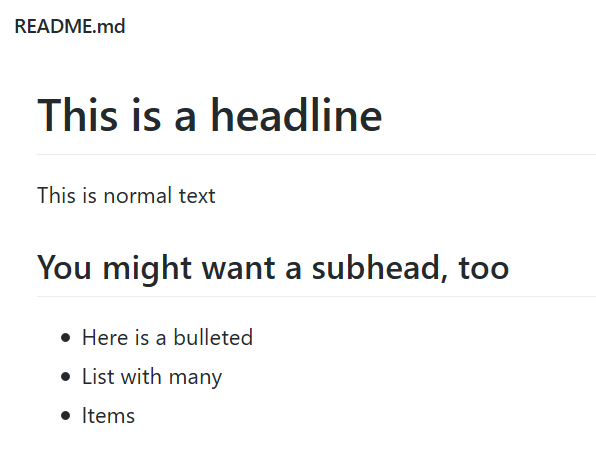 README.md
This is a headline
This is normal text
You might want a subhead, too
Here is a bulleted
List with many
Items